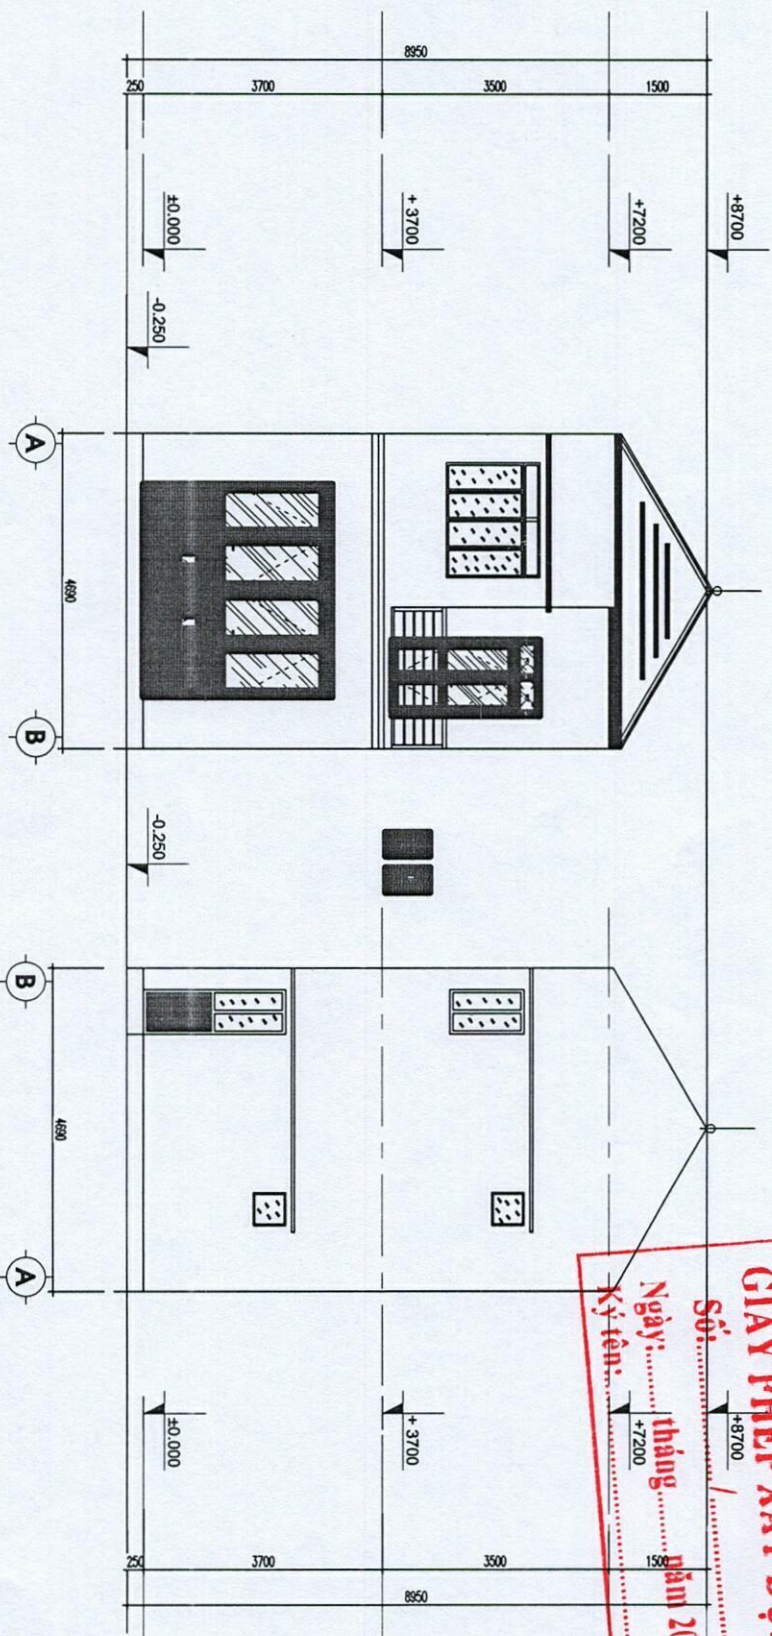 8950
250
3700
3500
1500
±0.000
+3700
+7200
+8700
-0.250
A
4690
B
-0.250
B
4690
A
GIẤY PHÉP XÂY
Số:............/
Ngày:......tháng......năm 20
Ký tên:
±0.000
+3700
+7200
+8700
250
3700
3500
1500
8950